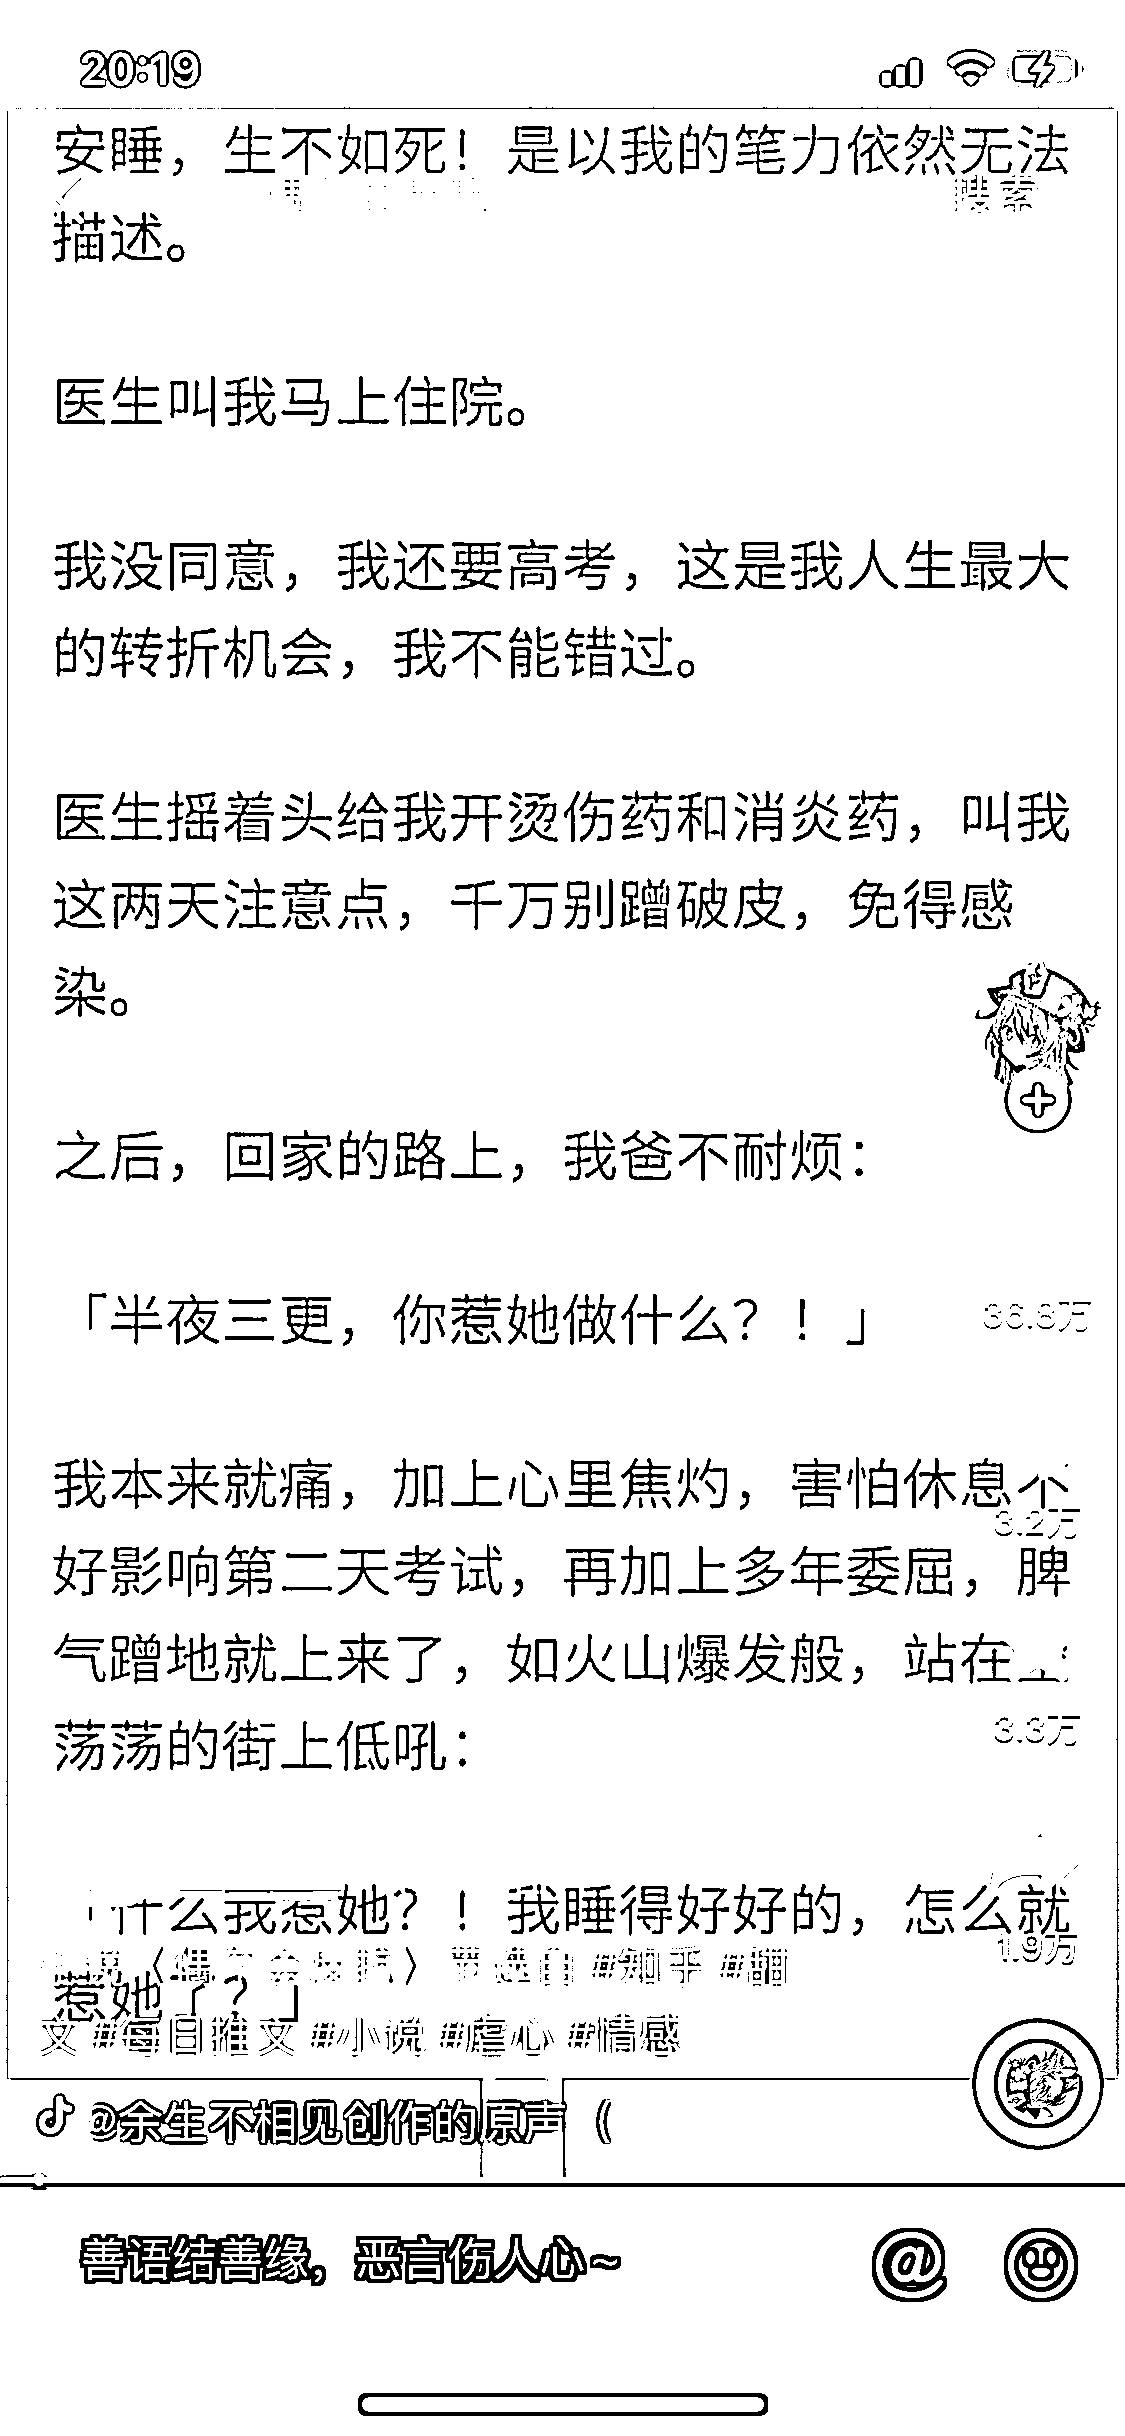 20:19
安睡，生不如死！是以我的笔力依然无法
搜索
描述。
医生叫我马上住院。
我没同意，我还要高考，这是我人生最大
的转折机会，我不能错过。
医生摇着头给我开烫伤药和消炎药，叫我
这两天注意点，千万别蹭破皮，免得感
染。
之后，回家的路上，我爸不耐烦：
「半夜三更，你惹她做什么？！」
36.8万
我本来就痛，加上心里焦灼，害怕休息不
3.2万
好影响第二天考试，再加上多年委屈，脾
气蹭地就上来了，如火山爆发般，站在
荡荡的街上低吼：
3.3万
「什么我惹她？！我睡得好好的，怎么就
1.9万
惹她了？」
#知乎 #甜
文 #每日推文 #小说 #虐心 #情感
@余生不相见创作的原声 (
善语结善缘，恶言伤人心~